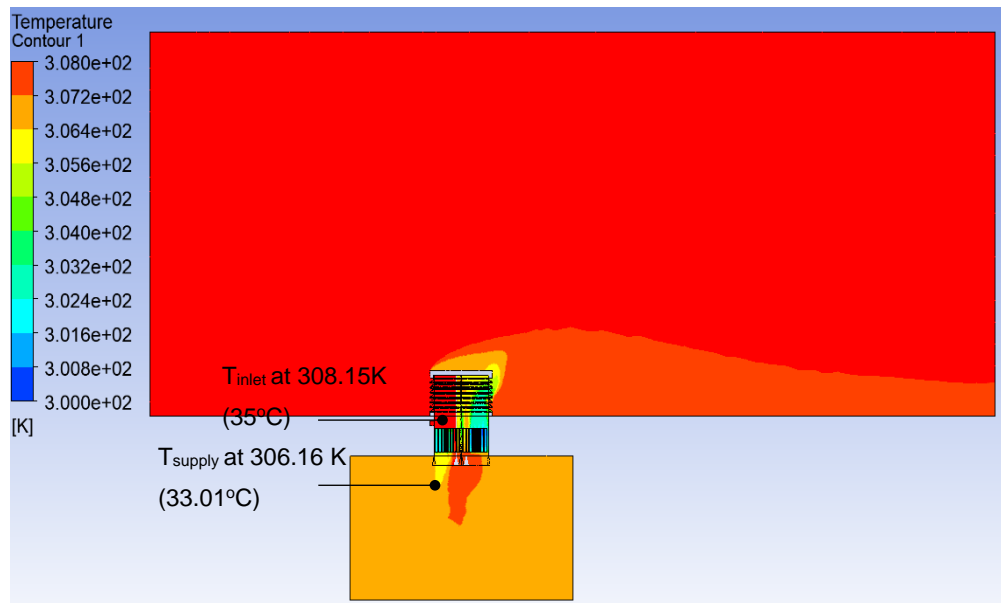 Temperature
Contour 1
3.080e+02
3.072e+02
3.064e+02
3.056e+02
3.048e+02
3.040e+02
3.032e+02
3.024e+02
3.016e+02
3.008e+02
3.000e+02
[K]
Tinlet at 308.15K
(35ºC)
Tsupply at 306.16 K
(33.01ºC)